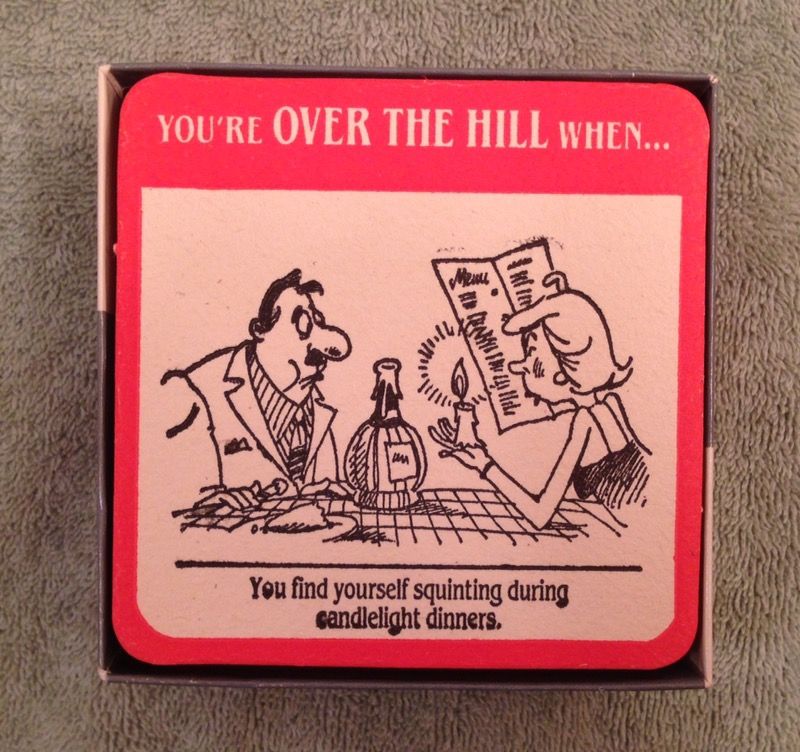 YOU'RE OVER THE HILL WHEN...
Menu
You find yourself squinting during
candlelight dinners.